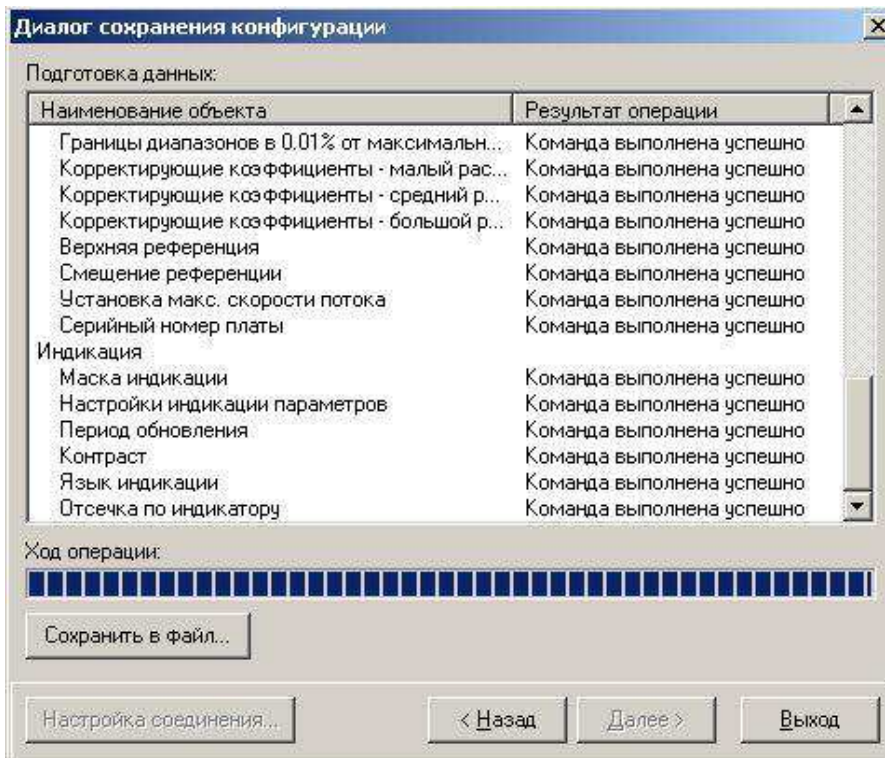 Диалог сохранения конфигурации
Подготовка данных:
Наименование объекта Результат операции
Границы диапазонов в 0.01% от максимальн... Команда выполнена успешно
Корректирующие коэффициенты - малый рас... Команда выполнена успешно
Корректирующие коэффициенты - средний р... Команда выполнена успешно
Корректирующие коэффициенты - большой р... Команда выполнена успешно
Верхняя референция Команда выполнена успешно
Смещение референции Команда выполнена успешно
Установка макс. скорости потока Команда выполнена успешно
Серийный номер платы Команда выполнена успешно
Индикация
Маска индикации Команда выполнена успешно
Настройки индикации параметров Команда выполнена успешно
Период обновления Команда выполнена успешно
Контраст Команда выполнена успешно
Язык индикации Команда выполнена успешно
Отсечка по индикатору Команда выполнена успешно
Ход операции:
Сохранить в файл...
Настройка соединения... < Назад Далее > Выход